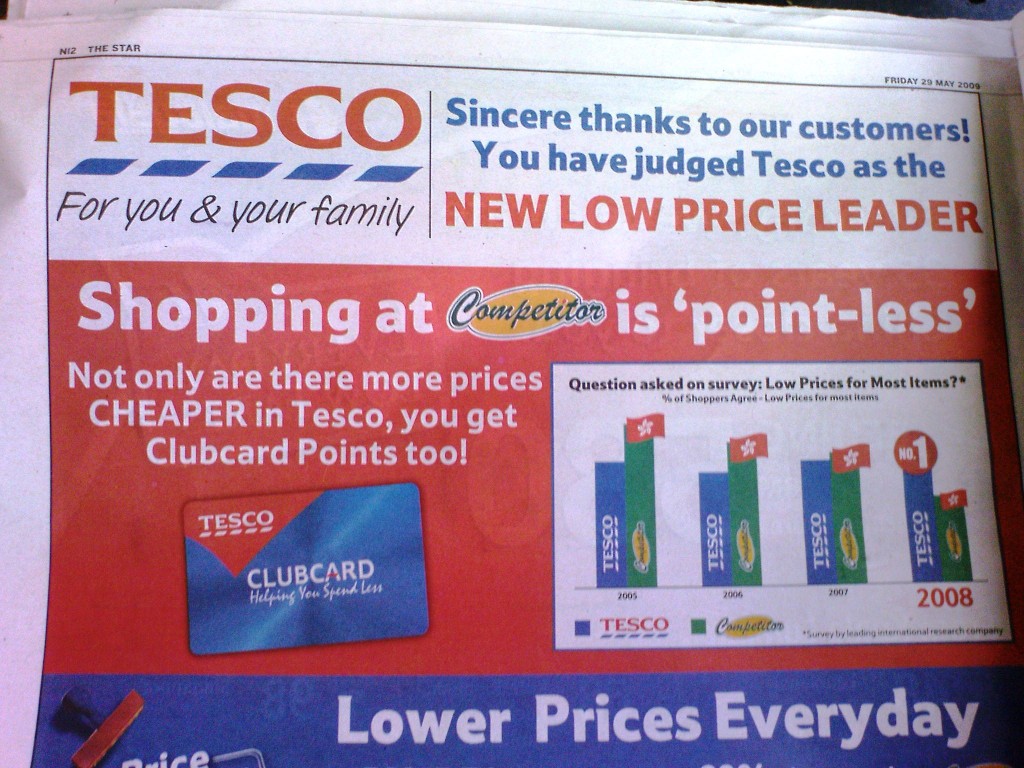 N12 THE STAR
FRIDAY 29 MAY 2009
TESCO
For you & your family
Sincere thanks to our customers!
You have judged Tesco as the
NEW LOW PRICE LEADER
Shopping at Competitor is 'point-less'
Not only are there more prices
CHEAPER in Tesco, you get
Clubcard Points too!
TESCO
CLUBCARD
Helping You Spend Less
Question asked on survey: Low Prices for Most Items?*
% of Shoppers Agree - Low Prices for most items
NO.1
TESCO Competitor TESCO Competitor TESCO Competitor TESCO Competitor
2005 2006 2007 2008
TESCO Competitor
*Survey by leading international research company
Lower Prices Everyday
Price